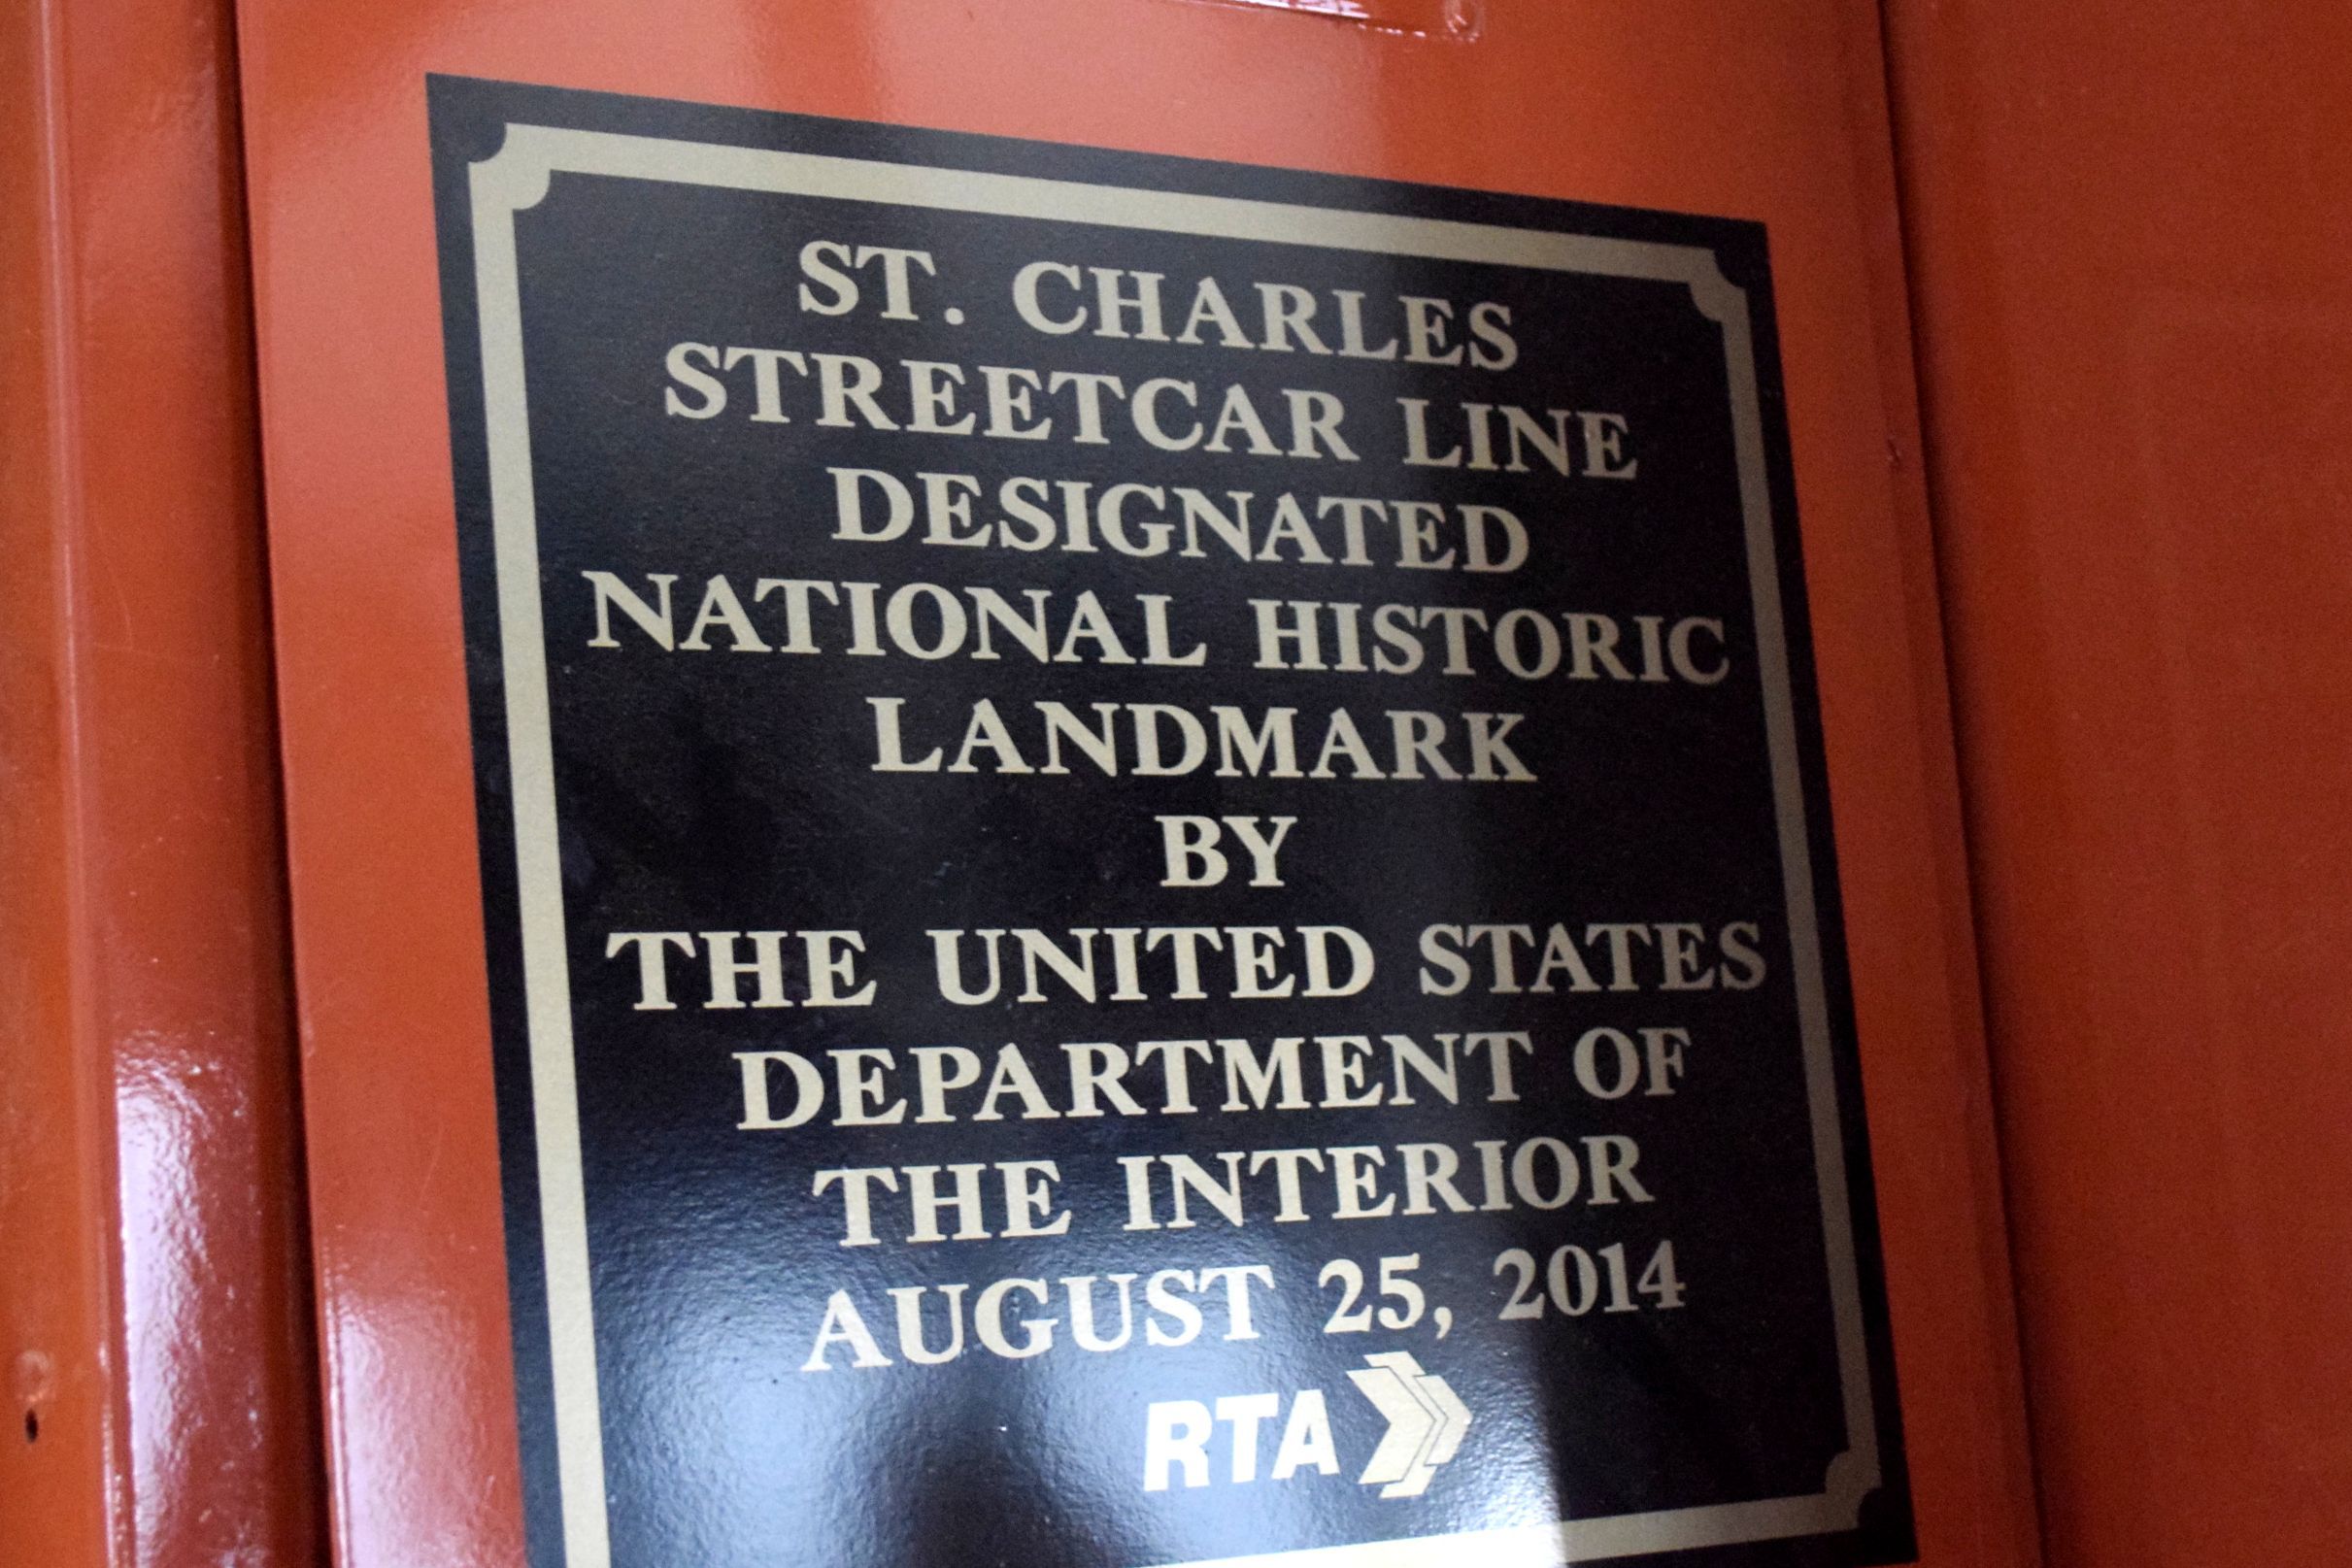 ST. CHARLES
STREETCAR LINE
DESIGNATED
NATIONAL HISTORIC
LANDMARK
BY
THE UNITED STATES
DEPARTMENT OF
THE INTERIOR
AUGUST 25, 2014
RTA